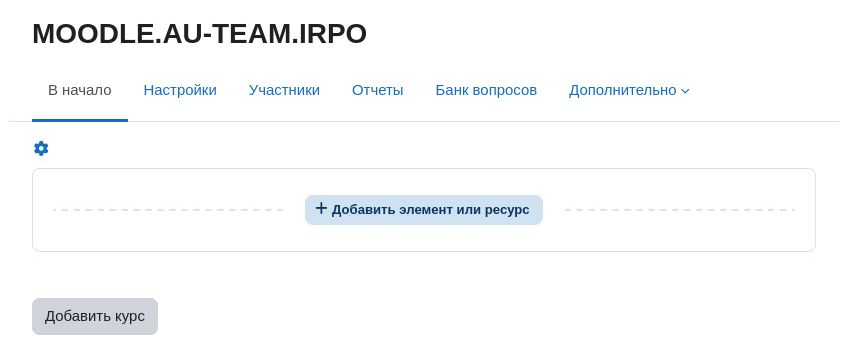 MOODLE.AU-TEAM.IRPO
В начало Настройки Участники Отчеты Банк вопросов Дополнительно
Добавить элемент или ресурс
Добавить курс